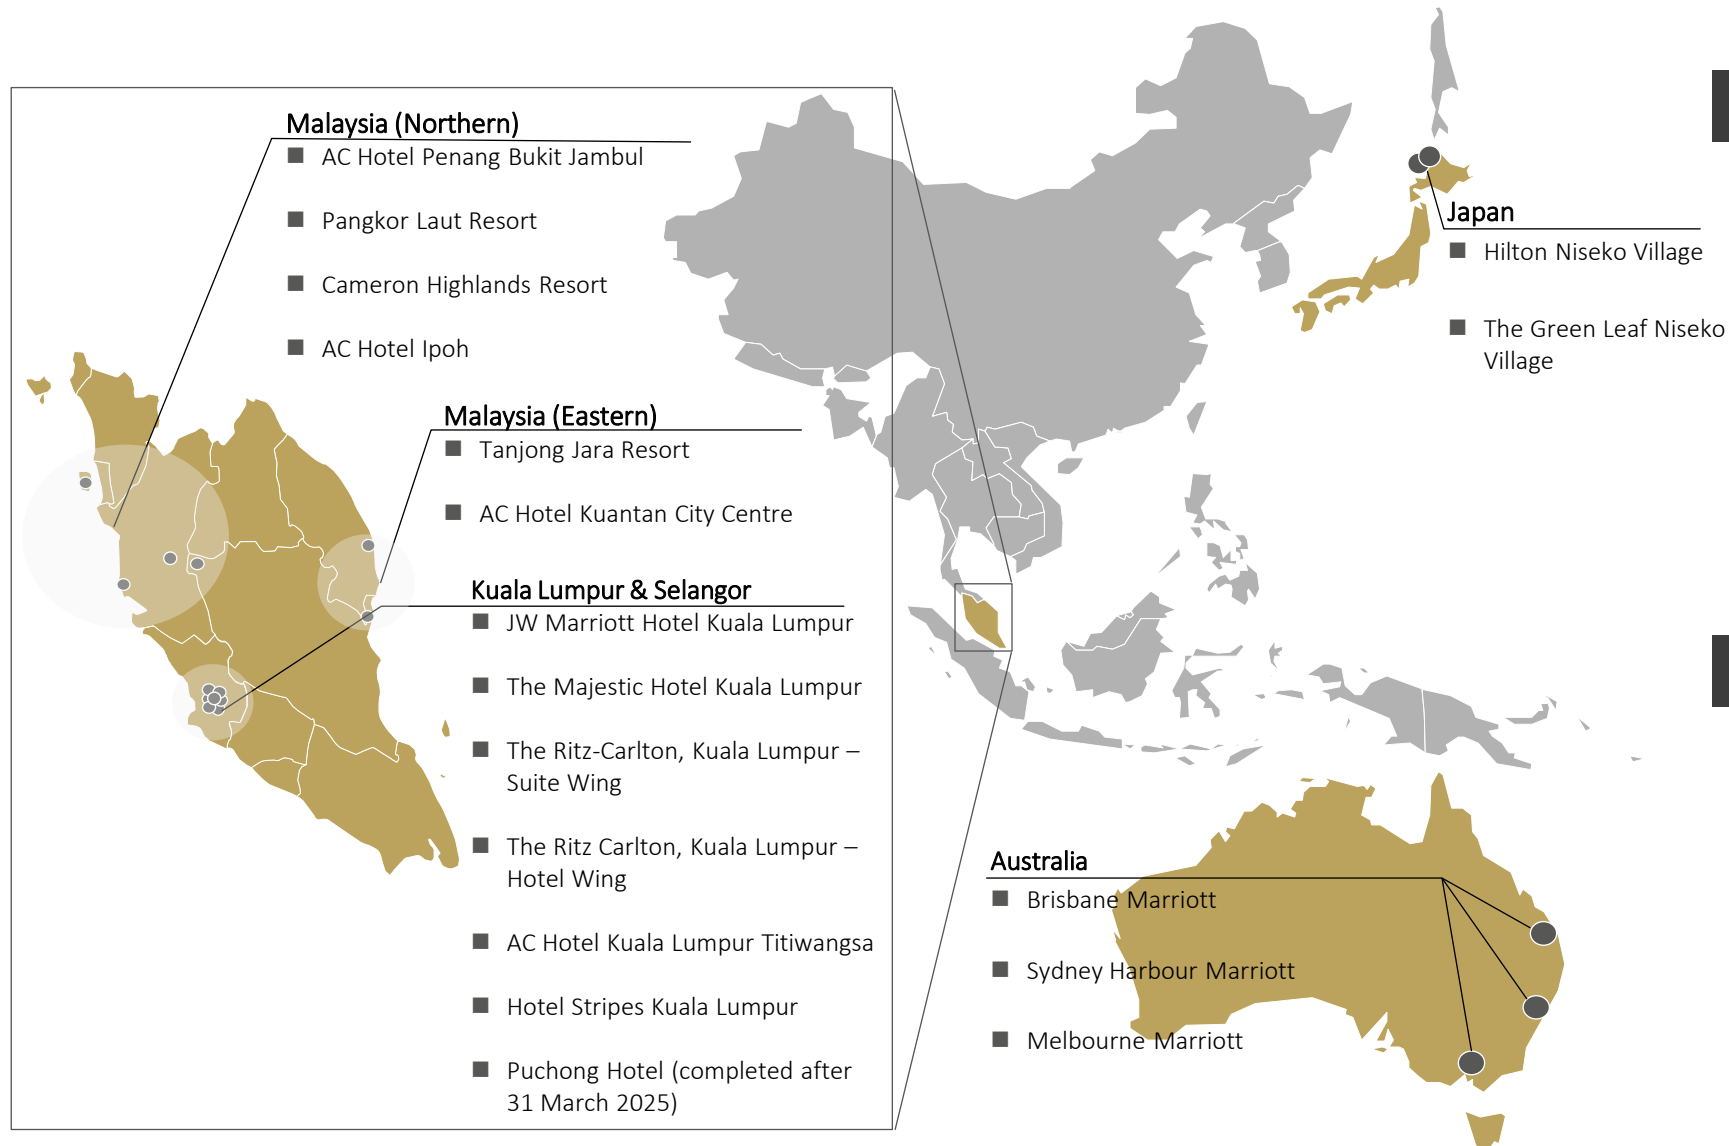 Malaysia (Northern)
AC Hotel Penang Bukit Jambul
Pangkor Laut Resort
Cameron Highlands Resort
AC Hotel Ipoh
Malaysia (Eastern)
Tanjong Jara Resort
AC Hotel Kuantan City Centre
Kuala Lumpur & Selangor
JW Marriott Hotel Kuala Lumpur
The Majestic Hotel Kuala Lumpur
The Ritz-Carlton, Kuala Lumpur –
Suite Wing
The Ritz Carlton, Kuala Lumpur –
Hotel Wing
AC Hotel Kuala Lumpur Titiwangsa
Hotel Stripes Kuala Lumpur
Puchong Hotel (completed after
31 March 2025)
Japan
Hilton Niseko Village
The Green Leaf Niseko
Village
Australia
Brisbane Marriott
Sydney Harbour Marriott
Melbourne Marriott